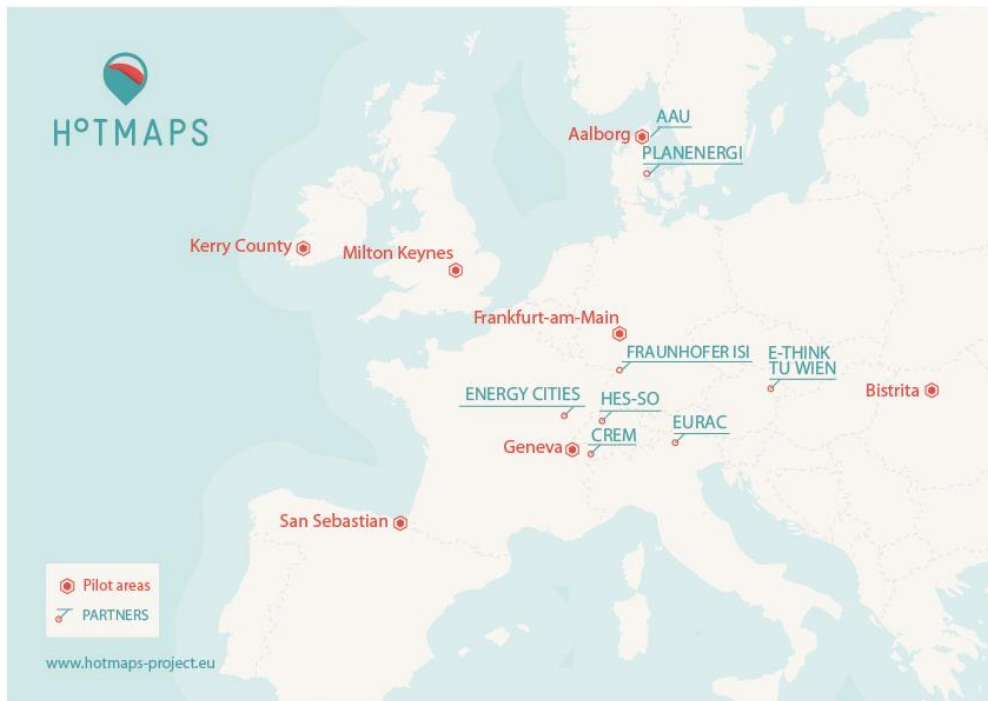 HOTMAPS
AAU
Aalborg
PLANENERGI
Kerry County
Milton Keynes
Frankfurt-am-Main
FRAUNHOFER ISI
E-THINK
TU WIEN
Bistrita
ENERGY CITIES
HES-SO
EURAC
CREM
Geneva
San Sebastian
Pilot areas
PARTNERS
www.hotmaps-project.eu